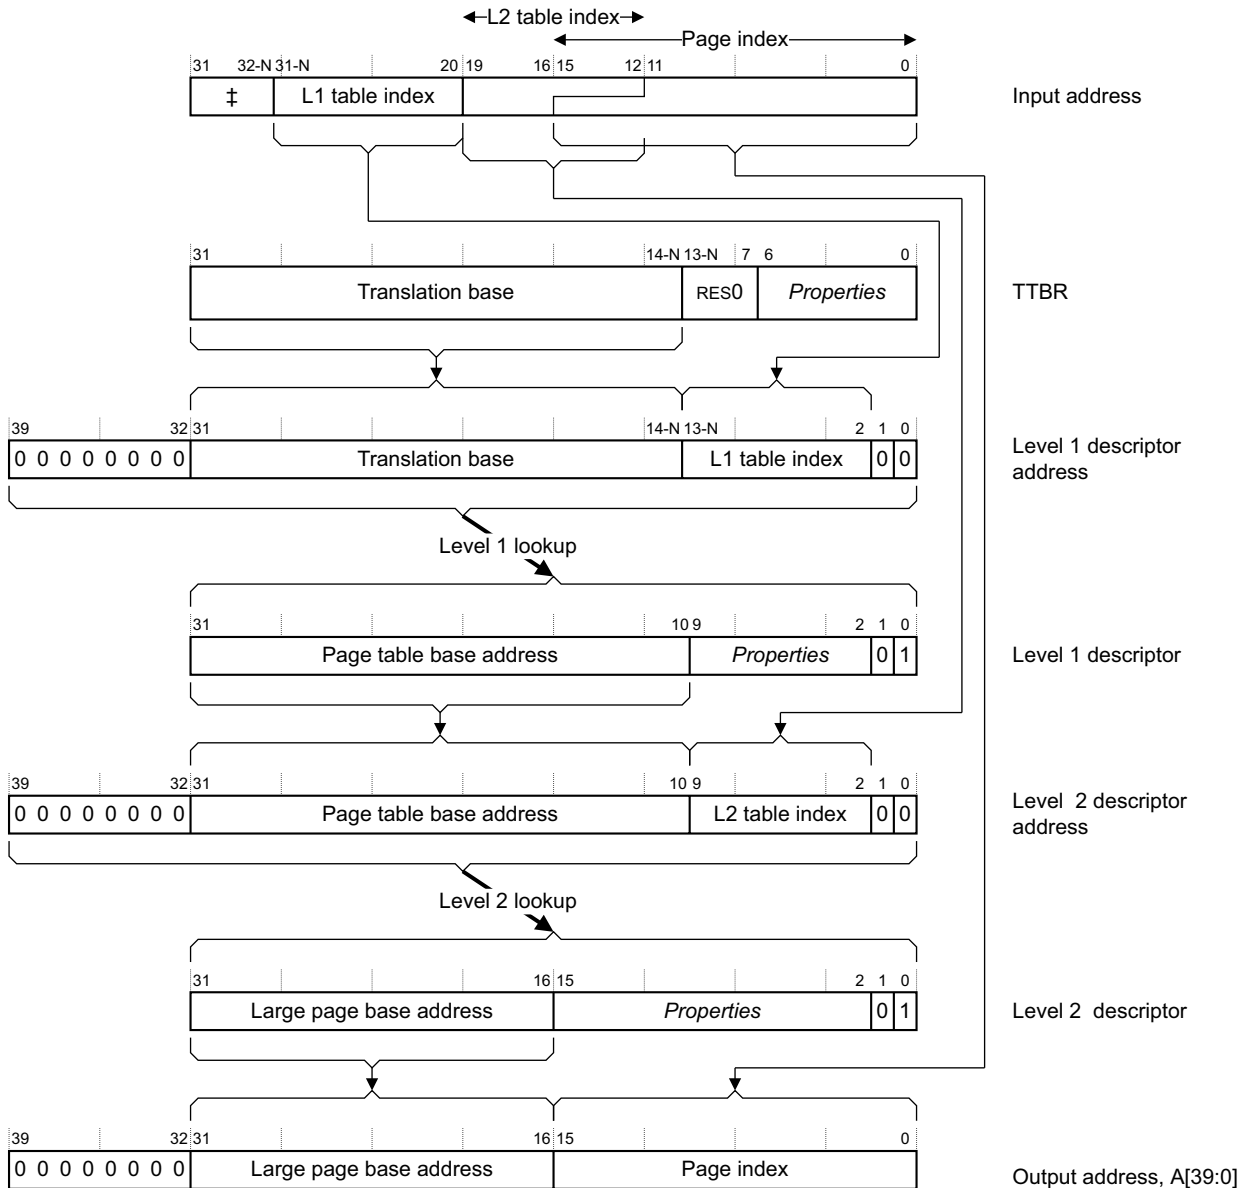 L2 table index
Page index
31 32-N 31-N 20 19 16 15 12 11 0
‡ L1 table index Input address
31 14-N 13-N 7 6 0
Translation base RES0 Properties TTBR
39 32 31 14-N 13-N 2 1 0
0 0 0 0 0 0 0 0 Translation base L1 table index 0 0 Level 1 descriptor
address
Level 1 lookup
31 10 9 2 1 0
Page table base address Properties 0 1 Level 1 descriptor
39 32 31 10 9 2 1 0
0 0 0 0 0 0 0 0 Page table base address L2 table index 0 0 Level 2 descriptor
address
Level 2 lookup
31 16 15 2 1 0
Large page base address Properties 0 1 Level 2 descriptor
39 32 31 16 15 0
0 0 0 0 0 0 0 0 Large page base address Page index Output address, A[39:0]